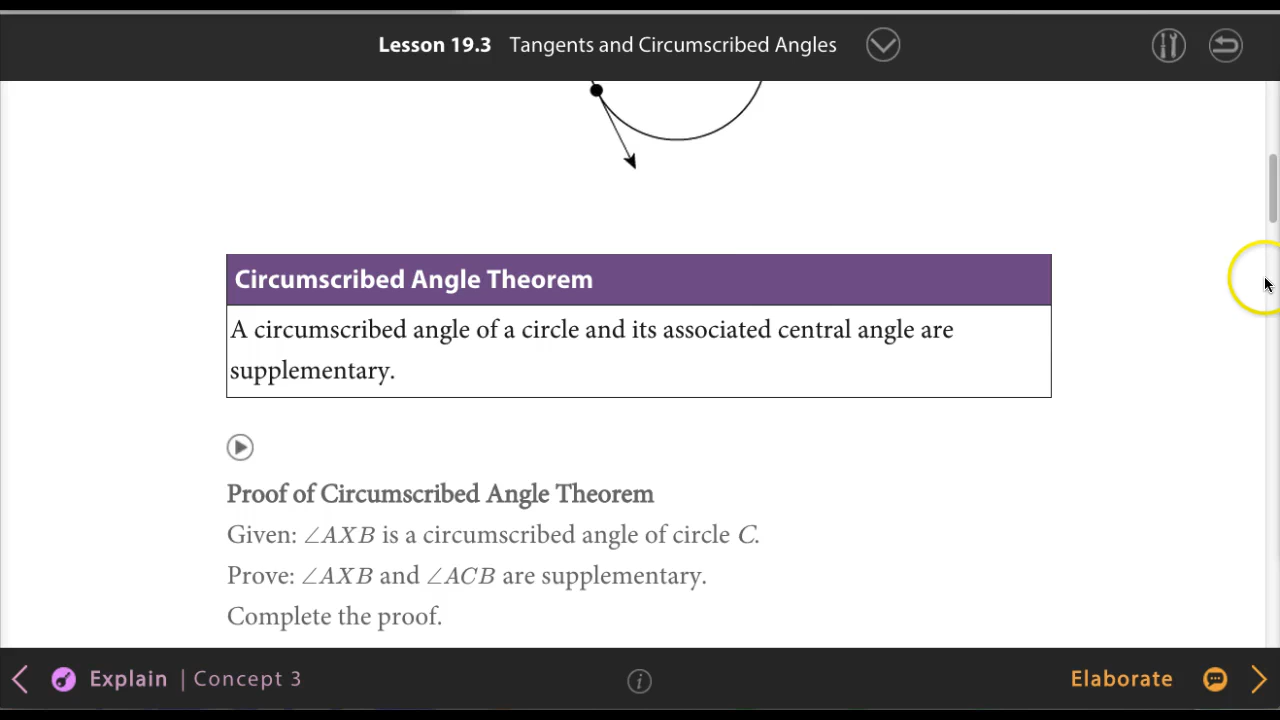 Lesson 19.3 Tangents and Circumscribed Angles
Circumscribed Angle Theorem
A circumscribed angle of a circle and its associated central angle are
supplementary.
Proof of Circumscribed Angle Theorem
Given: ∠AXB is a circumscribed angle of circle C.
Prove: ∠AXB and ∠ACB are supplementary.
Complete the proof.
Explain | Concept 3
i
Elaborate